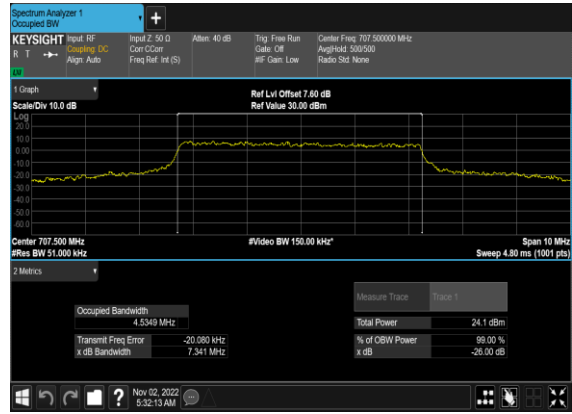 Spectrum Analyzer 1
Occupied BW
KEYSIGHT Input: RF Input Z: 50 Ω Atten: 40 dB Trig: Free Run Center Freq: 707.500000 MHz
R T Coupling: DC Corr CCorr Gate: Off Avg|Hold: 500/500
Align: Auto Freq Ref: Int (S) #IF Gain: Low Radio Std: None
1 Graph
Ref Lvl Offset 7.60 dB
Scale/Div 10.0 dB Ref Value 30.00 dBm
Log
20.0
10.0
0.00
-10.0
-20.0
-30.0
-40.0
-50.0
-60.0
Center 707.500 MHz #Video BW 150.00 kHz* Span 10 MHz
#Res BW 51.000 kHz Sweep 4.80 ms (1001 pts)
2 Metrics
Measure Trace Trace 1
Occupied Bandwidth
4.5349 MHz Total Power 24.1 dBm
Transmit Freq Error -20.080 kHz % of OBW Power 99.00 %
x dB Bandwidth 7.341 MHz x dB -26.00 dB
? Nov 02, 2022
5:32:13 AM